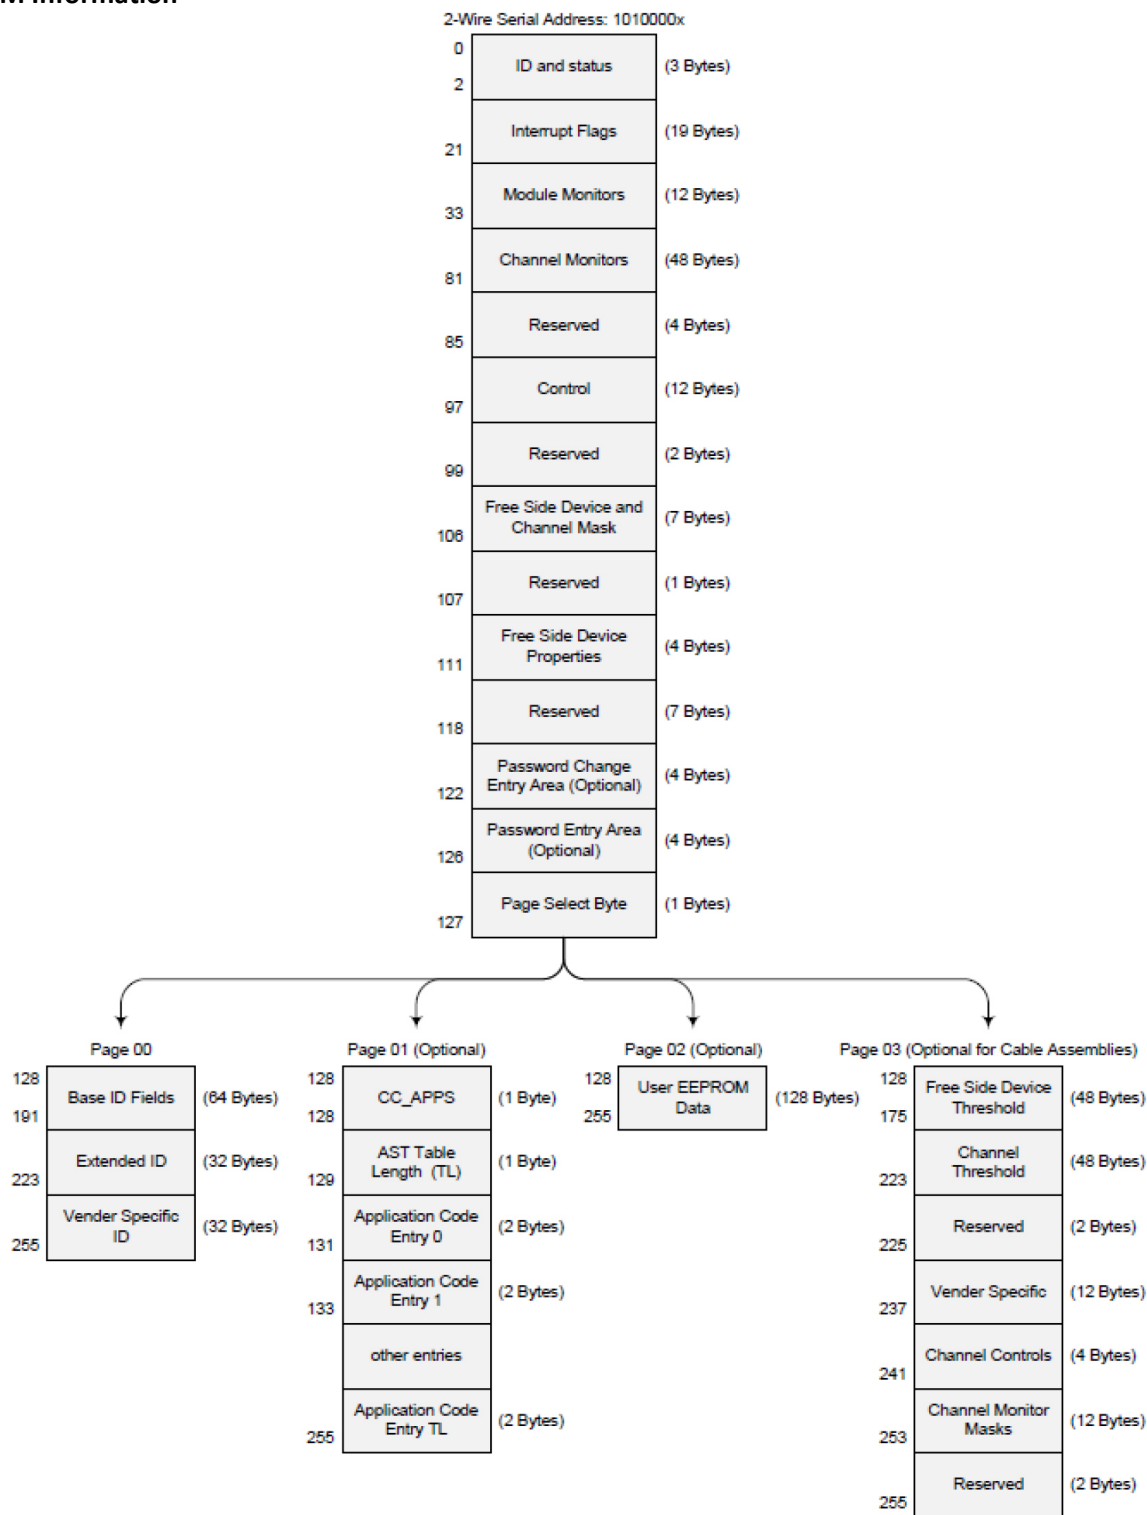 2-Wire Serial Address: 1010000x
0
ID and status
(3 Bytes)
2
Interrupt Flags
(19 Bytes)
21
Module Monitors
(12 Bytes)
33
Channel Monitors
(48 Bytes)
81
Reserved
(4 Bytes)
85
Control
(12 Bytes)
97
Reserved
(2 Bytes)
99
Free Side Device and
Channel Mask
(7 Bytes)
106
Reserved
(1 Bytes)
107
Free Side Device
Properties
(4 Bytes)
111
Reserved
(7 Bytes)
118
Password Change
Entry Area (Optional)
(4 Bytes)
122
Password Entry Area
(Optional)
(4 Bytes)
126
Page Select Byte
(1 Bytes)
127
Page 00
128
Base ID Fields
(64 Bytes)
191
Extended ID
(32 Bytes)
223
Vender Specific
ID
(32 Bytes)
255
Page 01 (Optional)
128
CC_APPS
(1 Byte)
128
AST Table
Length (TL)
(1 Byte)
129
Application Code
Entry 0
(2 Bytes)
131
Application Code
Entry 1
(2 Bytes)
133
other entries
Application Code
Entry TL
(2 Bytes)
255
Page 02 (Optional)
128
User EEPROM
Data
(128 Bytes)
255
Page 03 (Optional for Cable Assemblies)
128
Free Side Device
Threshold
(48 Bytes)
175
Channel
Threshold
(48 Bytes)
223
Reserved
(2 Bytes)
225
Vender Specific
(12 Bytes)
237
Channel Controls
(4 Bytes)
241
Channel Monitor
Masks
(12 Bytes)
253
Reserved
(2 Bytes)
255